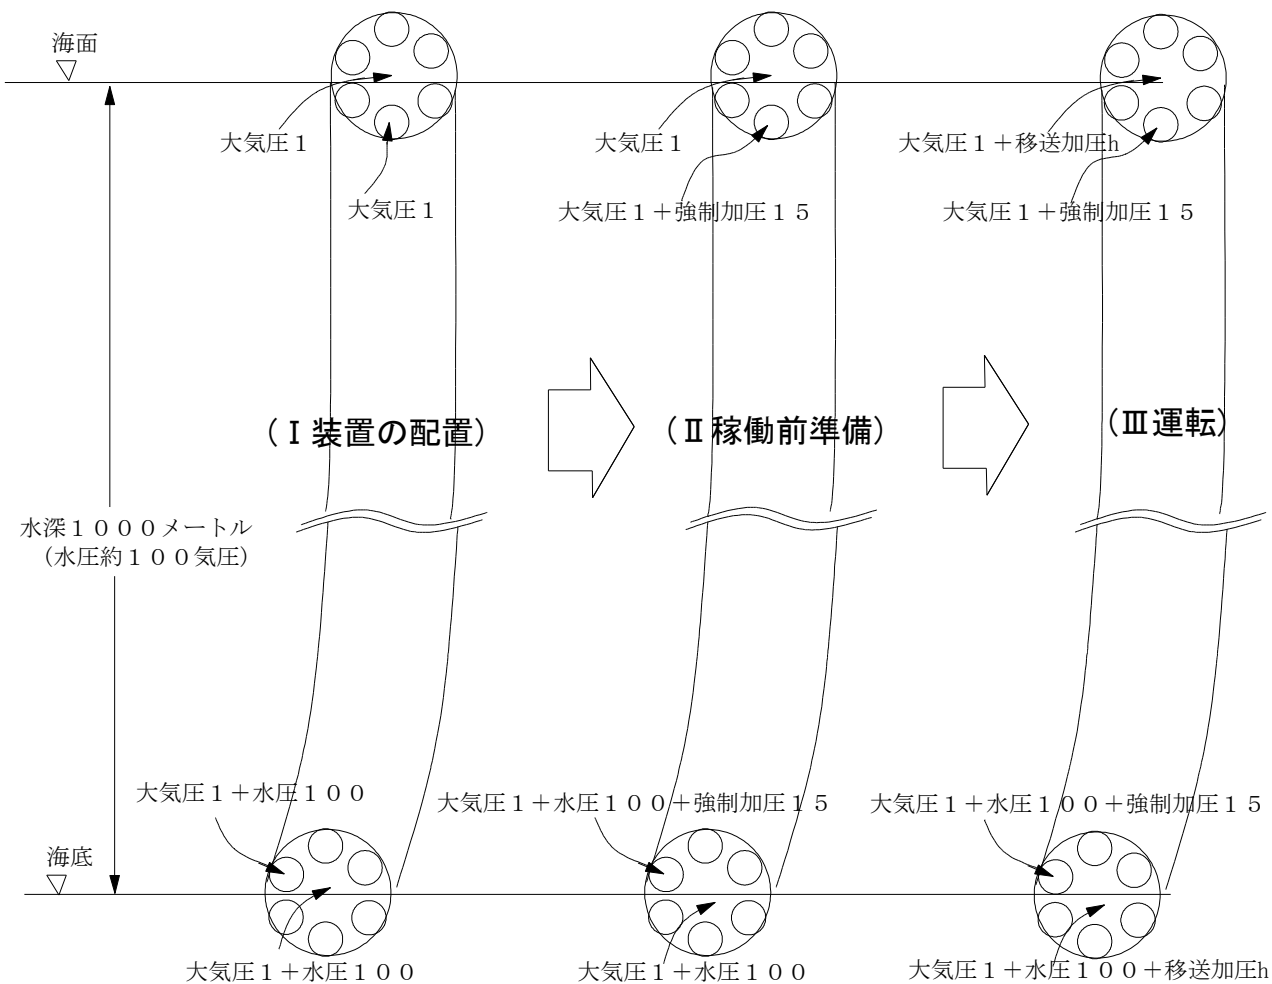 海面
大気圧１
大気圧１
大気圧１＋移送加圧h
大気圧１
大気圧１＋強制加圧１５
大気圧１＋強制加圧１５
（Ⅰ装置の配置）
（Ⅱ稼働前準備）
（Ⅲ運転）
水深１０００メートル
（水圧約１００気圧）
大気圧１＋水圧１００
大気圧１＋水圧１００＋強制加圧１５
大気圧１＋水圧１００＋強制加圧１５
海底
大気圧１＋水圧１００
大気圧１＋水圧１００
大気圧１＋水圧１００＋移送加圧h